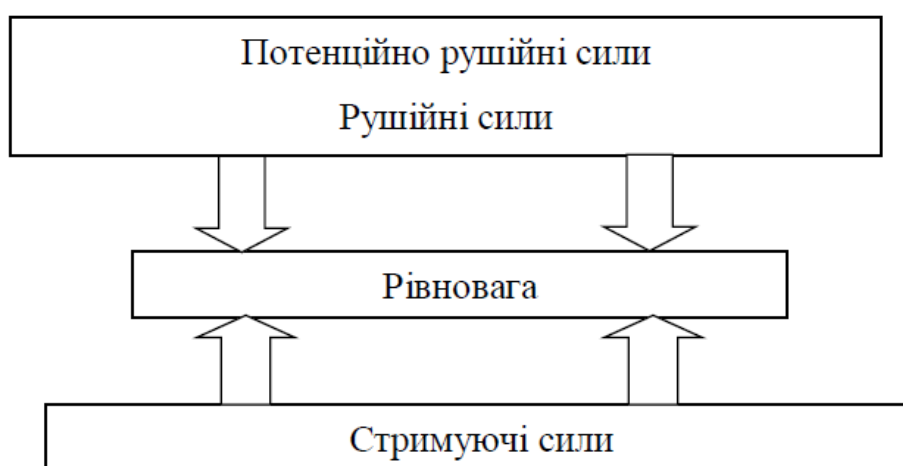 Потенційно рушійні сили
Рушійні сили
Рівновага
Стримуючі сили